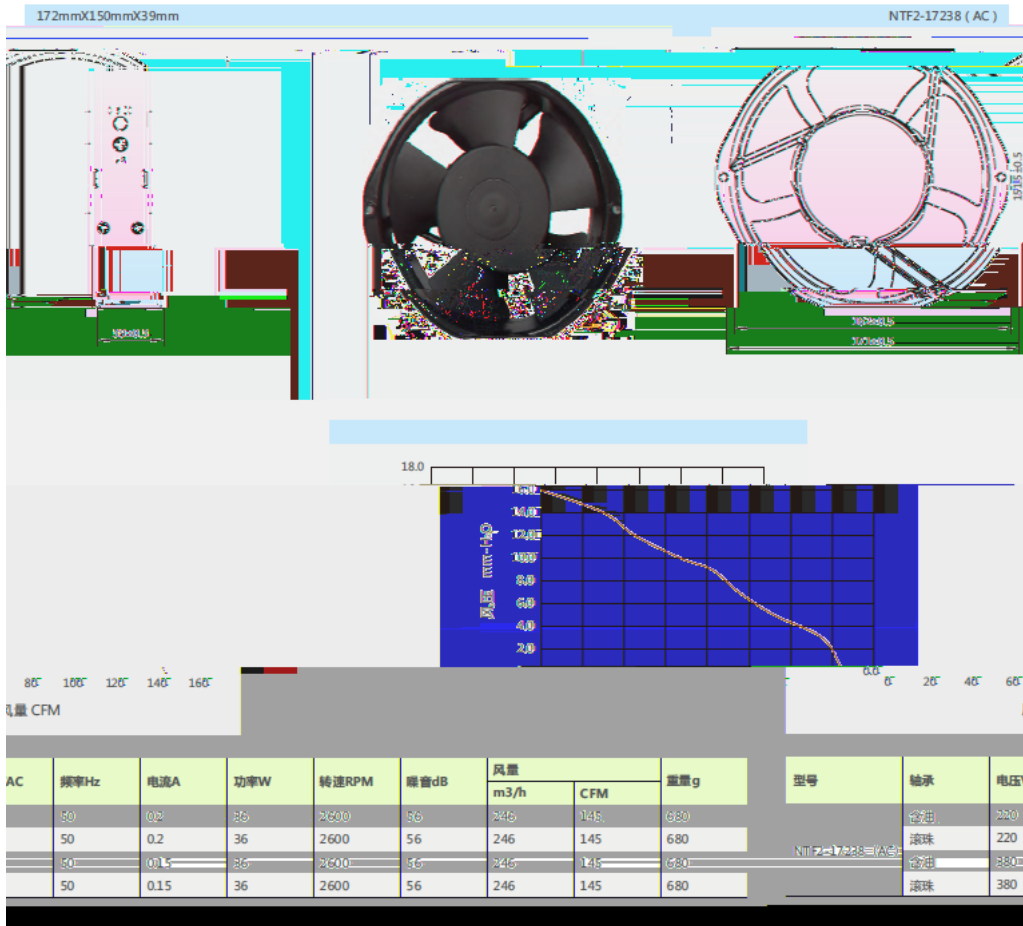 172mmX150mmX39mm
NTF2-17238 ( AC )
18.0
14.0
12.0
10.0
8.0
6.0
4.0
2.0
风压 mm-H₂O
0.0
80 100 120 140 160
0 20 40 60
风量 CFM
AC 频率Hz 电流A 功率W 转速RPM 噪音dB 风量 重量g 型号 轴承 电压
m3/h CFM
50 0.2 36 2600 56 246 145 680 含油 220
50 0.2 36 2600 56 246 145 680 滚珠 220
NTF2-17238 (AC)
50 0.15 36 2600 56 246 145 680 含油 380
50 0.15 36 2600 56 246 145 680 滚珠 380